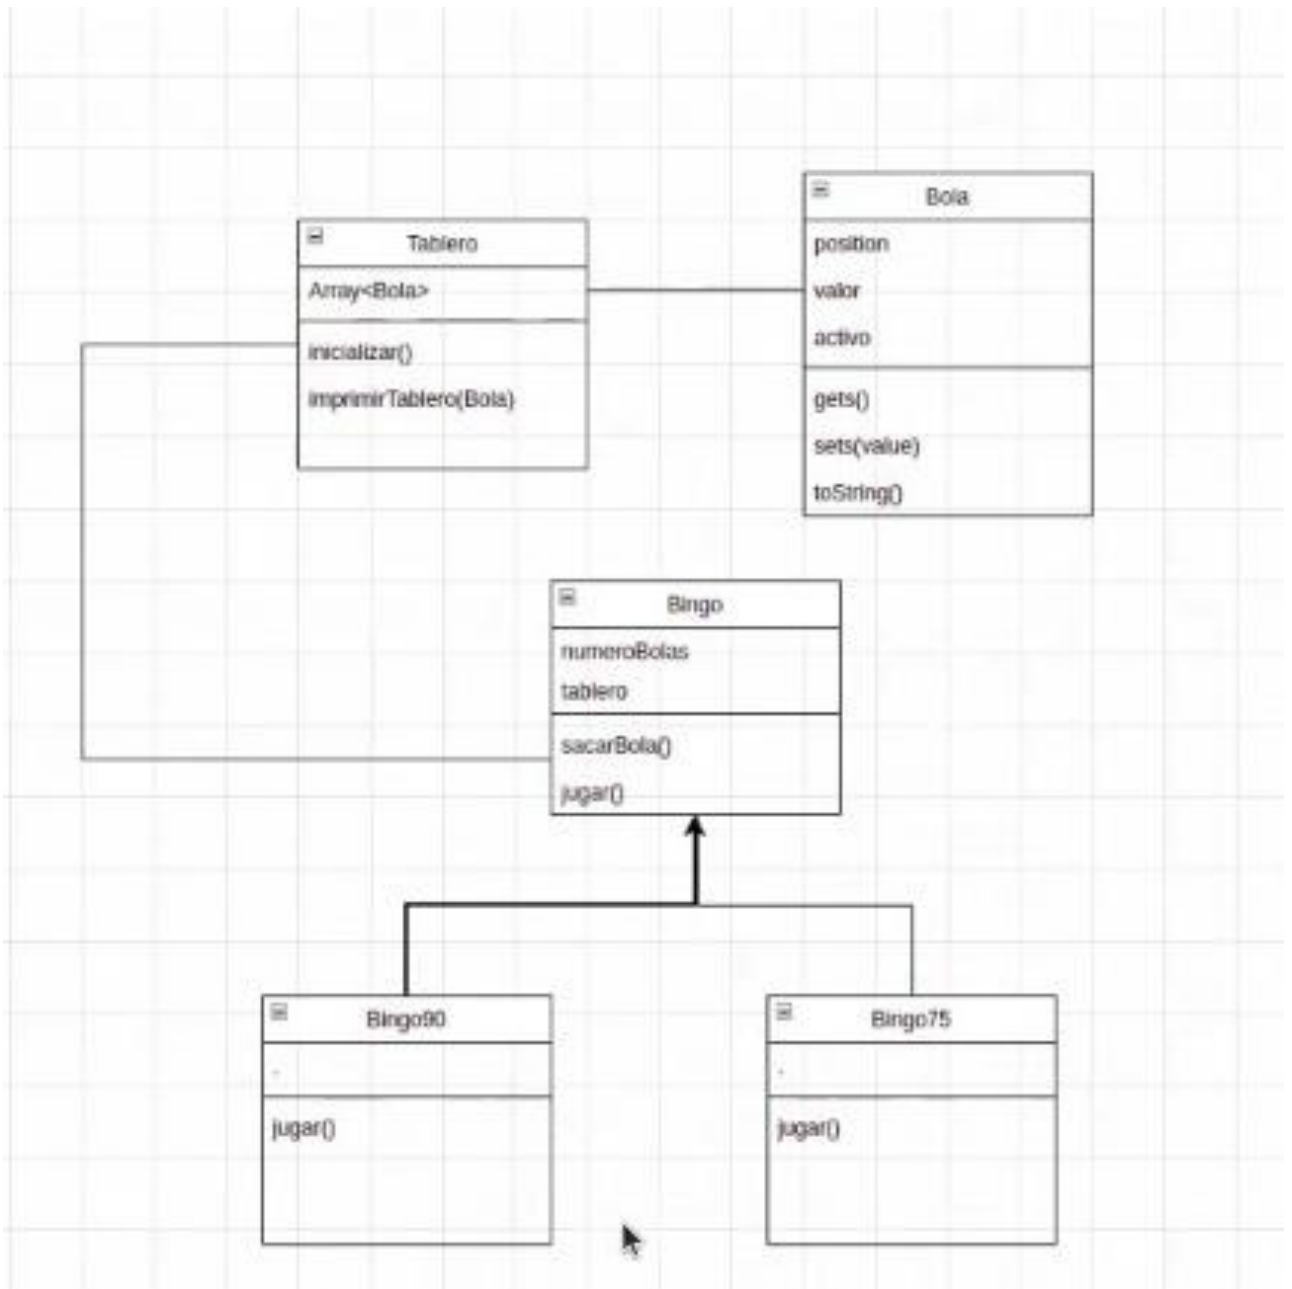 Tablero
Array<Bola>
inicializar()
imprimirTablero(Bola)
Bola
position
valor
activo
gets()
sets(value)
toString()
Bingo
numeroBolas
tablero
sacarBola()
jugar()
Bingo90
.
jugar()
Bingo75
.
jugar()